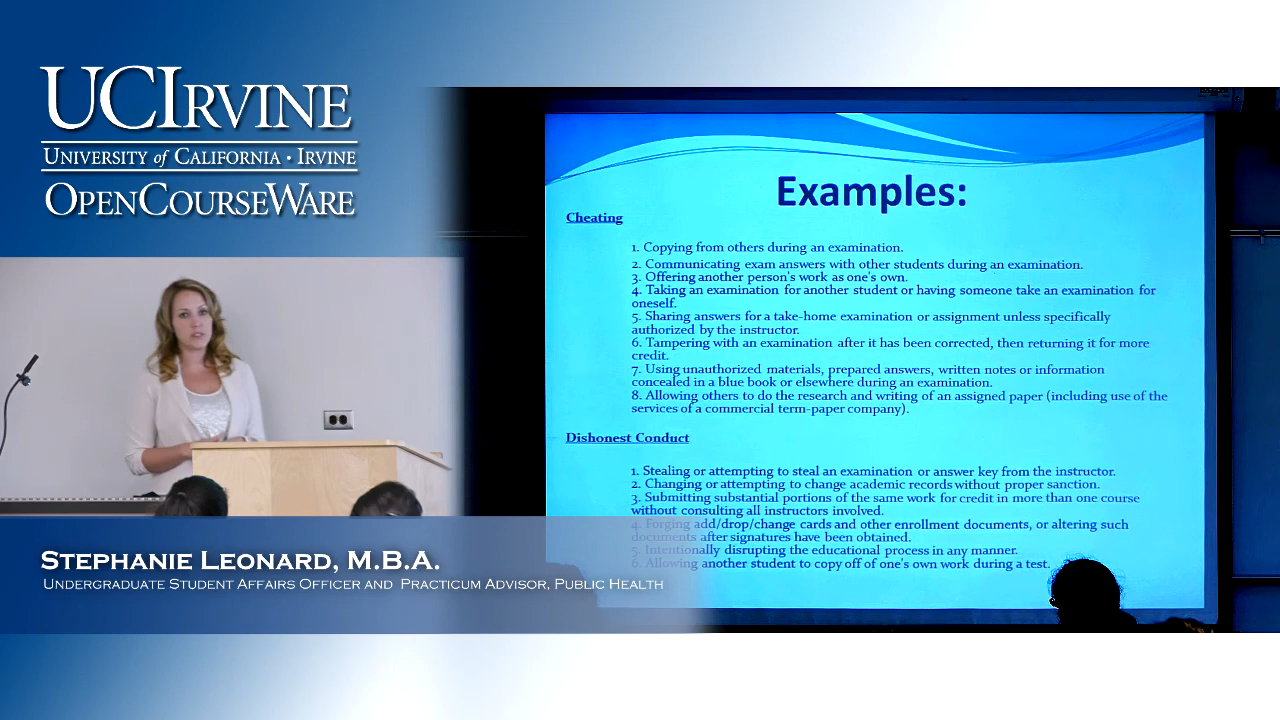 UCIRVINE
UNIVERSITY of CALIFORNIA · IRVINE
OPENCOURSEWARE
Examples:
Cheating
1. Copying from others during an examination.
2. Communicating exam answers with other students during an examination.
3. Offering another person's work as one's own.
4. Taking an examination for another student or having someone take an examination for
oneself.
5. Sharing answers for a take-home examination or assignment unless specifically
authorized by the instructor.
6. Tampering with an examination after it has been corrected, then returning it for more
credit.
7. Using unauthorized materials, prepared answers, written notes or information
concealed in a blue book or elsewhere during an examination.
8. Allowing others to do the research and writing of an assigned paper (including use of the
services of a commercial term-paper company).
Dishonest Conduct
1. Stealing or attempting to steal an examination or answer key from the instructor.
2. Changing or attempting to change academic records without proper sanction.
3. Submitting substantial portions of the same work for credit in more than one course
without consulting all instructors involved.
4. Forging add/drop/change cards and other enrollment documents, or altering such
documents after signatures have been obtained.
5. Intentionally disrupting the educational process in any manner.
6. Allowing another student to copy off of one's own work during a test.
STEPHANIE LEONARD, M.B.A.
UNDERGRADUATE STUDENT AFFAIRS OFFICER AND PRACTICUM ADVISOR, PUBLIC HEALTH